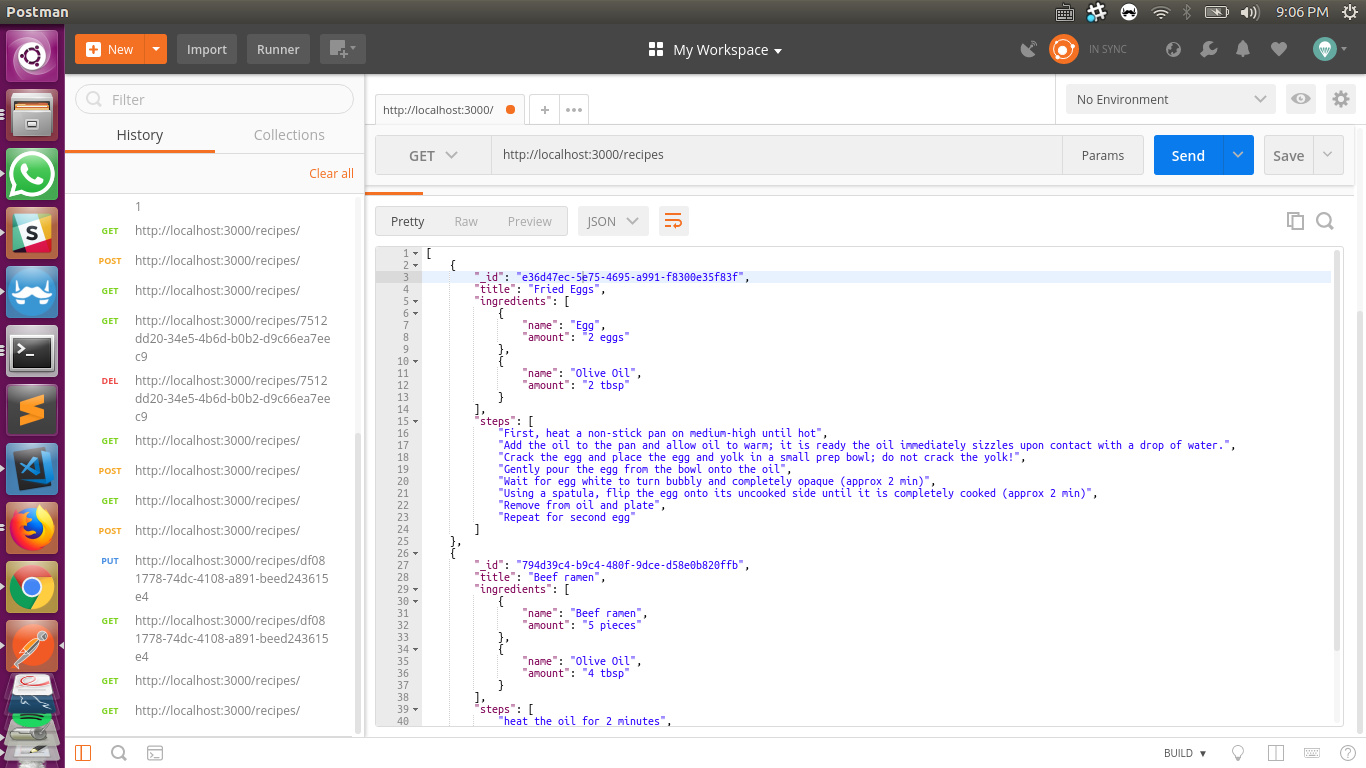 Postman
9:06 PM
New
Import
Runner
My Workspace
IN SYNC
Filter
History
Collections
Clear all
1
GET http://localhost:3000/recipes/
POST http://localhost:3000/recipes/
GET http://localhost:3000/recipes/
GET http://localhost:3000/recipes/7512
dd20-34e5-4b6d-b0b2-d9c66ea7ee
c9
DEL http://localhost:3000/recipes/7512
dd20-34e5-4b6d-b0b2-d9c66ea7ee
c9
GET http://localhost:3000/recipes/
POST http://localhost:3000/recipes/
GET http://localhost:3000/recipes/
POST http://localhost:3000/recipes/
PUT http://localhost:3000/recipes/df08
1778-74dc-4108-a891-beed243615
e4
GET http://localhost:3000/recipes/df08
1778-74dc-4108-a891-beed243615
e4
GET http://localhost:3000/recipes/
GET http://localhost:3000/recipes/
http://localhost:3000/
No Environment
GET
http://localhost:3000/recipes
Params
Send
Save
Pretty
Raw
Preview
JSON
1 [
2 {
3 "_id": "e36d47ec-5e75-4695-a991-f8300e35f83f",
4 "title": "Fried Eggs",
5 "ingredients": [
6 {
7 "name": "Egg",
8 "amount": "2 eggs"
9 },
10 {
11 "name": "Olive Oil",
12 "amount": "2 tbsp"
13 }
14 ],
15 "steps": [
16 "First, heat a non-stick pan on medium-high until hot",
17 "Add the oil to the pan and allow oil to warm; it is ready the oil immediately sizzles upon contact with a drop of water.",
18 "Crack the egg and place the egg and yolk in a small prep bowl; do not crack the yolk!",
19 "Gently pour the egg from the bowl onto the oil",
20 "Wait for egg white to turn bubbly and completely opaque (approx 2 min)",
21 "Using a spatula, flip the egg onto its uncooked side until it is completely cooked (approx 2 min)",
22 "Remove from oil and plate",
23 "Repeat for second egg"
24 ]
25 },
26 {
27 "_id": "794d39c4-b9c4-480f-9dce-d58e0b820ffb",
28 "title": "Beef ramen",
29 "ingredients": [
30 {
31 "name": "Beef ramen",
32 "amount": "5 pieces"
33 },
34 {
35 "name": "Olive Oil",
36 "amount": "4 tbsp"
37 }
38 ],
39 "steps": [
40 "heat the oil for 2 minutes",
BUILD